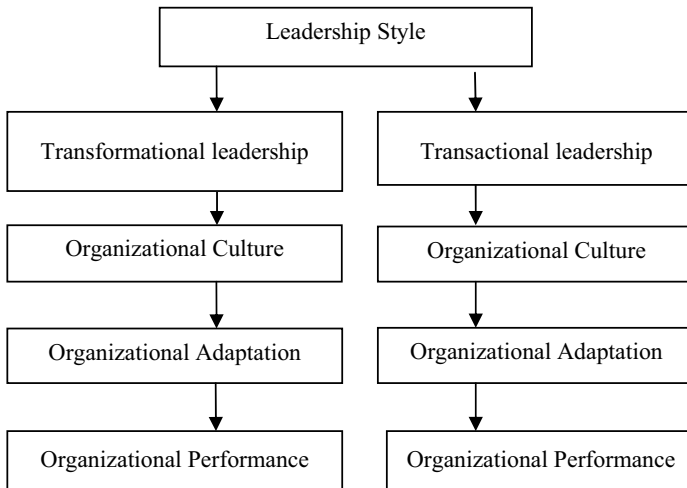 Leadership Style
Transformational leadership
Transactional leadership
Organizational Culture
Organizational Culture
Organizational Adaptation
Organizational Adaptation
Organizational Performance
Organizational Performance